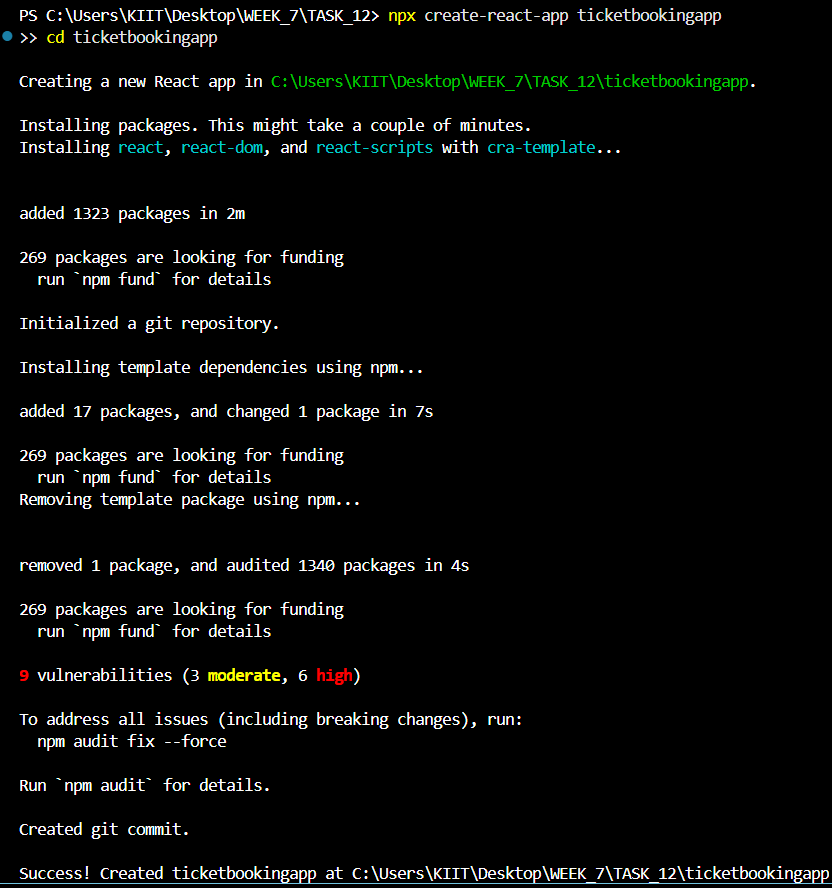 PS C:\Users\KIIT\Desktop\WEEK_7\TASK_12> npx create-react-app ticketbookingapp
>> cd ticketbookingapp
Creating a new React app in C:\Users\KIIT\Desktop\WEEK_7\TASK_12\ticketbookingapp.
Installing packages. This might take a couple of minutes.
Installing react, react-dom, and react-scripts with cra-template...
added 1323 packages in 2m
269 packages are looking for funding
  run `npm fund` for details
Initialized a git repository.
Installing template dependencies using npm...
added 17 packages, and changed 1 package in 7s
269 packages are looking for funding
  run `npm fund` for details
Removing template package using npm...
removed 1 package, and audited 1340 packages in 4s
269 packages are looking for funding
  run `npm fund` for details
9 vulnerabilities (3 moderate, 6 high)
To address all issues (including breaking changes), run:
  npm audit fix --force
Run `npm audit` for details.
Created git commit.
Success! Created ticketbookingapp at C:\Users\KIIT\Desktop\WEEK_7\TASK_12\ticketbookingapp